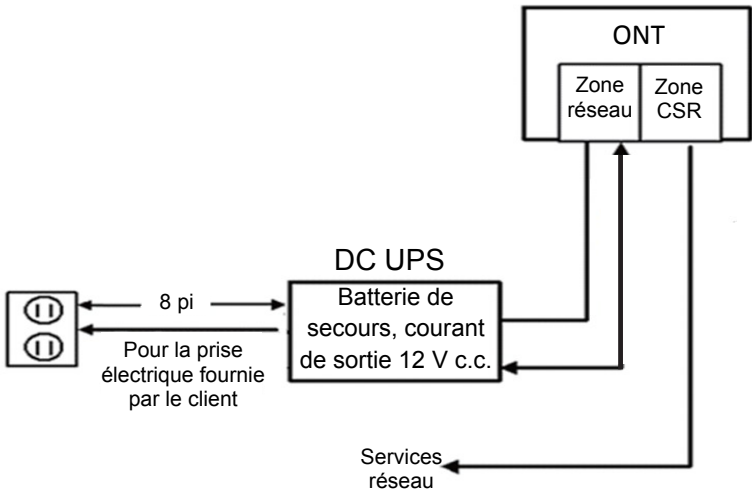 ONT
Zone
réseau
Zone
CSR
DC UPS
Batterie de
secours, courant
de sortie 12 V c.c.
8 pi
Pour la prise
électrique fournie
par le client
Services
réseau